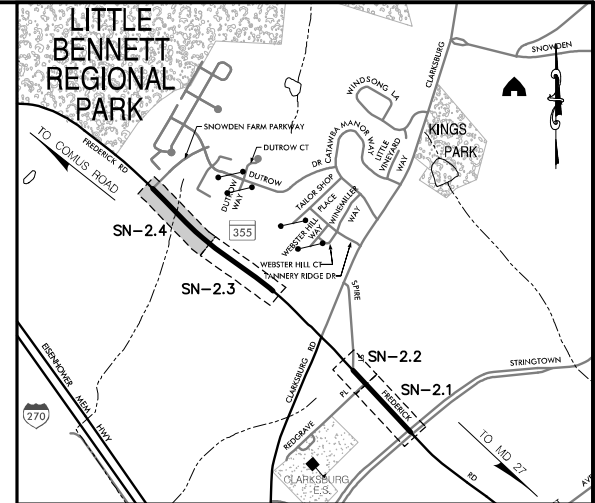 LITTLE
BENNETT
REGIONAL
PARK
SNOWDEN
CLARKSBURG
WINDSONG LA
KINGS
PARK
FREDERICK RD
TO COMUS ROAD
SNOWDEN FARM PARKWAY
DUTROW CT
DUTROW
DR
CATAWBA MANOR WAY
LITTLE
VINEYARD
WAY
DUTROW
WAY
TAILOR SHOP
PLACE
WINEMILLER
WAY
WEBSTER HILL
WAY
355
SN-2.4
WEBSTER HILL CT
TANNERY RIDGE DR
SN-2.3
SPIRE
ST
SN-2.2
STRINGTOWN
SN-2.1
EISENHOWER
MEM
HWY
270
CLARKSBURG RD
PL
FREDERICK
REDGRAVE
TO MD 27
RD
CLARKSBURG
E.S.